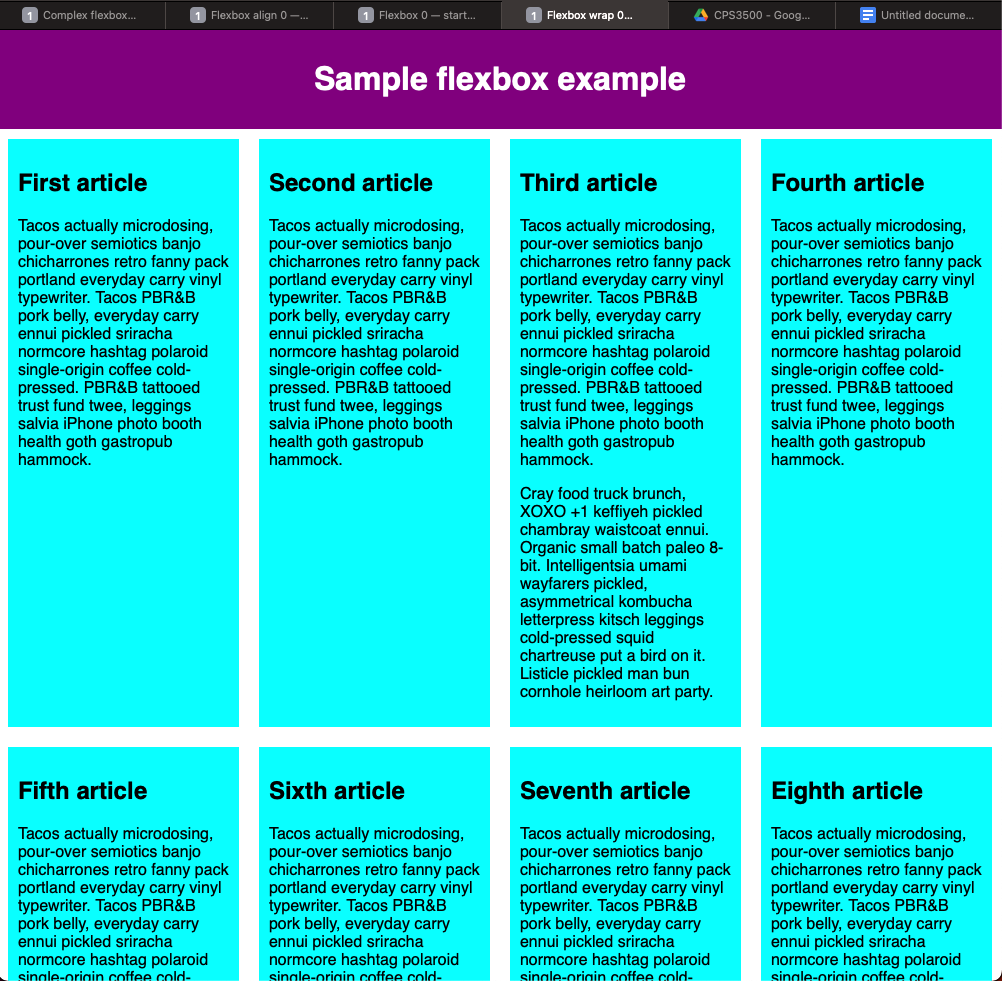 1 Complex flexbox...
1 Flexbox align 0 —...
1 Flexbox 0 — start...
1 Flexbox wrap 0...
CPS3500 - Goog...
Untitled docume...
Sample flexbox example
First article
Tacos actually microdosing,
pour-over semiotics banjo
chicharrones retro fanny pack
portland everyday carry vinyl
typewriter. Tacos PBR&B
pork belly, everyday carry
ennui pickled sriracha
normcore hashtag polaroid
single-origin coffee cold-
pressed. PBR&B tattooed
trust fund twee, leggings
salvia iPhone photo booth
health goth gastropub
hammock.
Second article
Tacos actually microdosing,
pour-over semiotics banjo
chicharrones retro fanny pack
portland everyday carry vinyl
typewriter. Tacos PBR&B
pork belly, everyday carry
ennui pickled sriracha
normcore hashtag polaroid
single-origin coffee cold-
pressed. PBR&B tattooed
trust fund twee, leggings
salvia iPhone photo booth
health goth gastropub
hammock.
Third article
Tacos actually microdosing,
pour-over semiotics banjo
chicharrones retro fanny pack
portland everyday carry vinyl
typewriter. Tacos PBR&B
pork belly, everyday carry
ennui pickled sriracha
normcore hashtag polaroid
single-origin coffee cold-
pressed. PBR&B tattooed
trust fund twee, leggings
salvia iPhone photo booth
health goth gastropub
hammock.
Cray food truck brunch,
XOXO +1 keffiyeh pickled
chambray waistcoat ennui.
Organic small batch paleo 8-
bit. Intelligentsia umami
wayfarers pickled,
asymmetrical kombucha
letterpress kitsch leggings
cold-pressed squid
chartreuse put a bird on it.
Listicle pickled man bun
cornhole heirloom art party.
Fourth article
Tacos actually microdosing,
pour-over semiotics banjo
chicharrones retro fanny pack
portland everyday carry vinyl
typewriter. Tacos PBR&B
pork belly, everyday carry
ennui pickled sriracha
normcore hashtag polaroid
single-origin coffee cold-
pressed. PBR&B tattooed
trust fund twee, leggings
salvia iPhone photo booth
health goth gastropub
hammock.
Fifth article
Tacos actually microdosing,
pour-over semiotics banjo
chicharrones retro fanny pack
portland everyday carry vinyl
typewriter. Tacos PBR&B
pork belly, everyday carry
ennui pickled sriracha
normcore hashtag polaroid
single-origin coffee cold-
Sixth article
Tacos actually microdosing,
pour-over semiotics banjo
chicharrones retro fanny pack
portland everyday carry vinyl
typewriter. Tacos PBR&B
pork belly, everyday carry
ennui pickled sriracha
normcore hashtag polaroid
single-origin coffee cold-
Seventh article
Tacos actually microdosing,
pour-over semiotics banjo
chicharrones retro fanny pack
portland everyday carry vinyl
typewriter. Tacos PBR&B
pork belly, everyday carry
ennui pickled sriracha
normcore hashtag polaroid
single-origin coffee cold-
Eighth article
Tacos actually microdosing,
pour-over semiotics banjo
chicharrones retro fanny pack
portland everyday carry vinyl
typewriter. Tacos PBR&B
pork belly, everyday carry
ennui pickled sriracha
normcore hashtag polaroid
single-origin coffee cold-